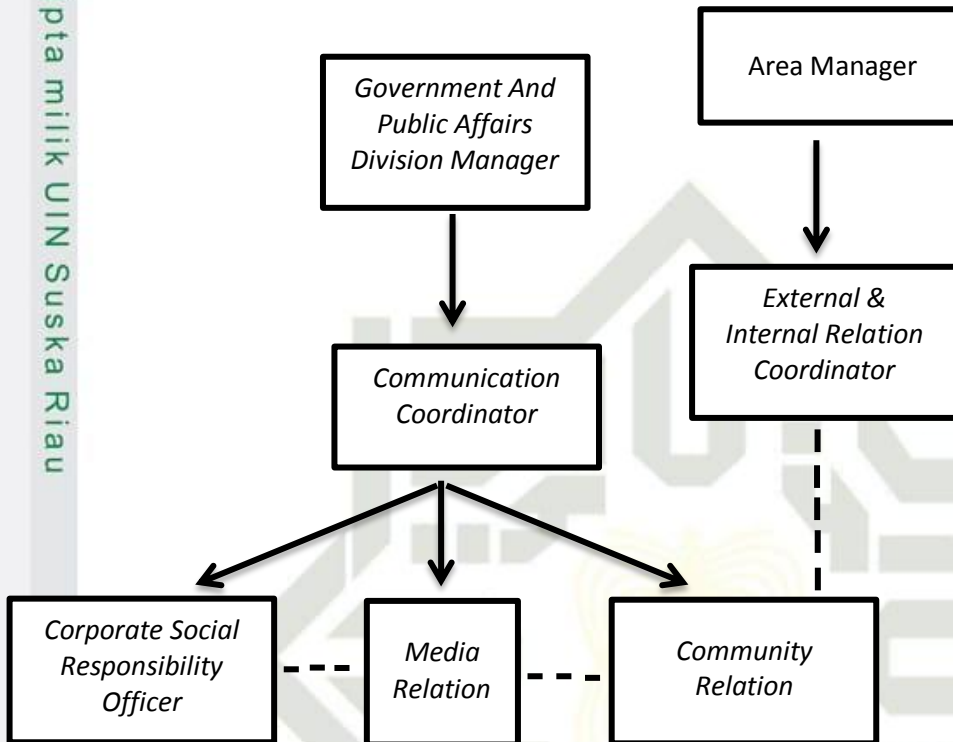 pta milik UIN Suska Riau
Area Manager
Government And
Public Affairs
Division Manager
External &
Internal Relation
Coordinator
Communication
Coordinator
Corporate Social
Responsibility
Officer
Media
Relation
Community
Relation